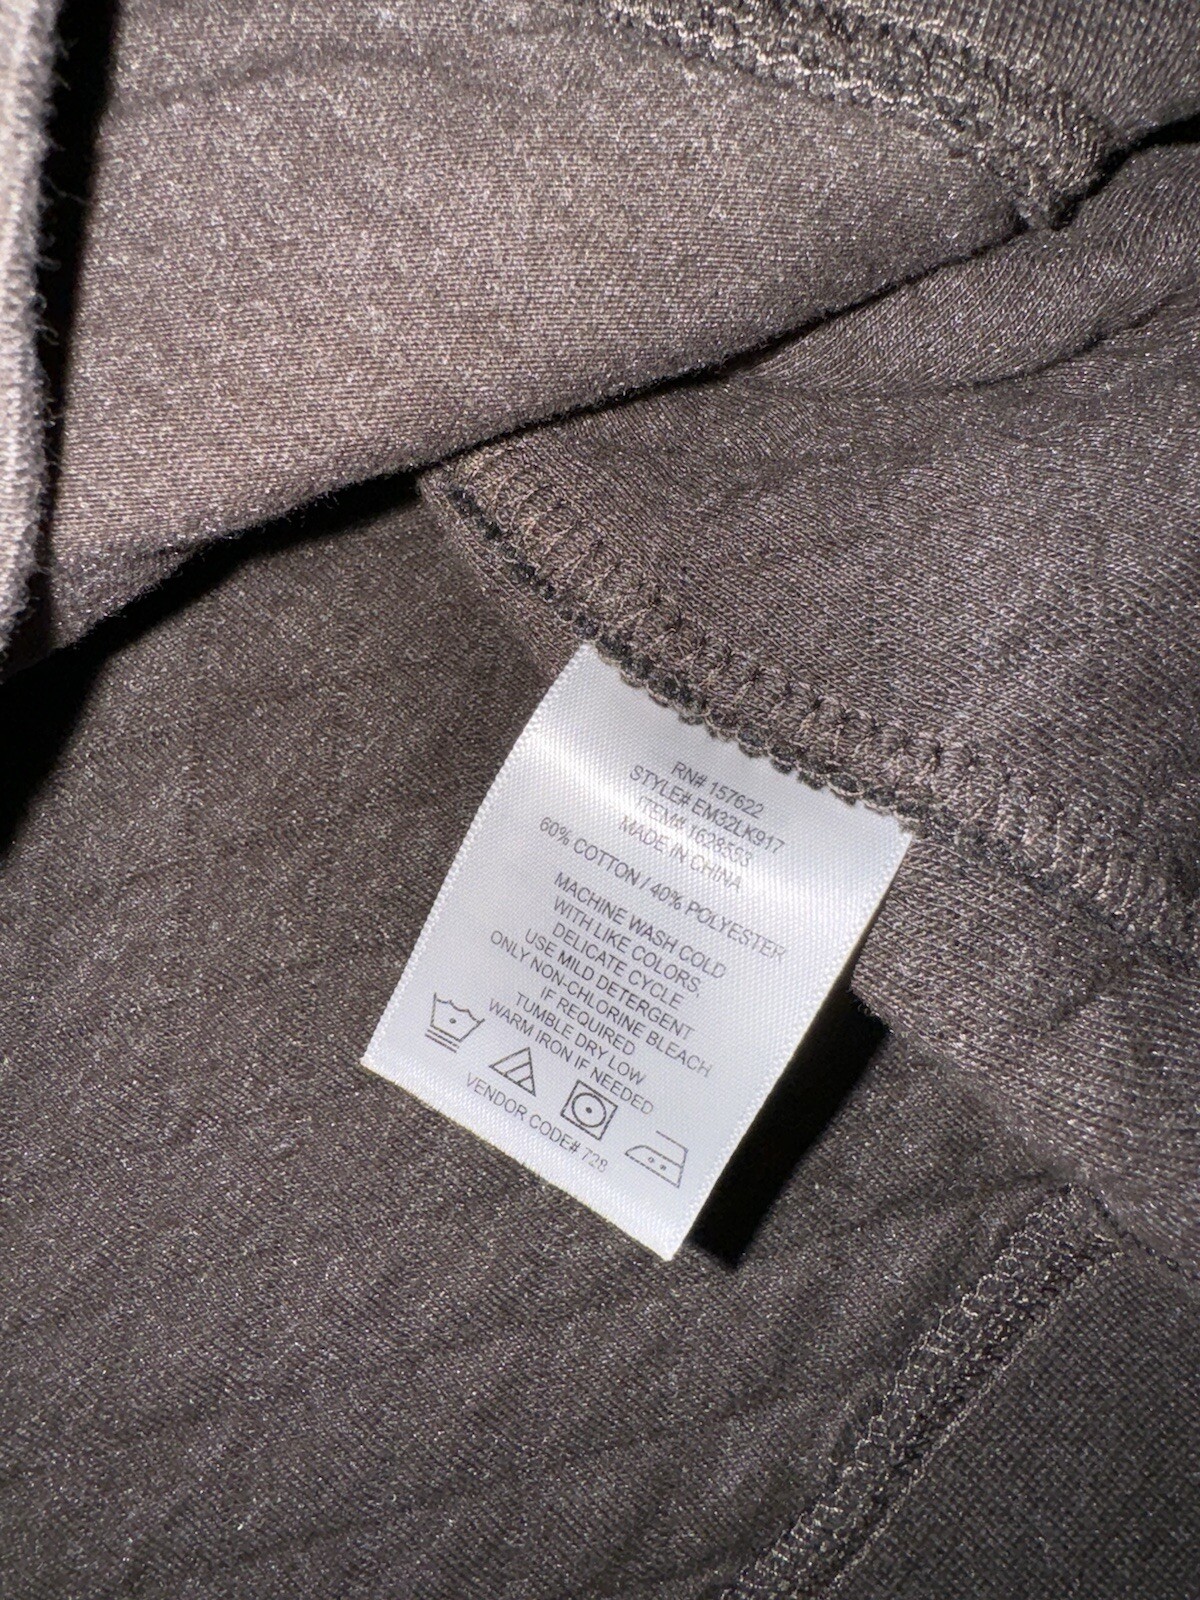 RN# 157622
STYLE# EM32LK917
ITEM# 1628553
MADE IN CHINA
60% COTTON / 40% POLYESTER
MACHINE WASH COLD
WITH LIKE COLORS,
DELICATE CYCLE
USE MILD DETERGENT
ONLY NON-CHLORINE BLEACH
IF REQUIRED
TUMBLE DRY LOW
WARM IRON IF NEEDED
VENDOR CODE# 728